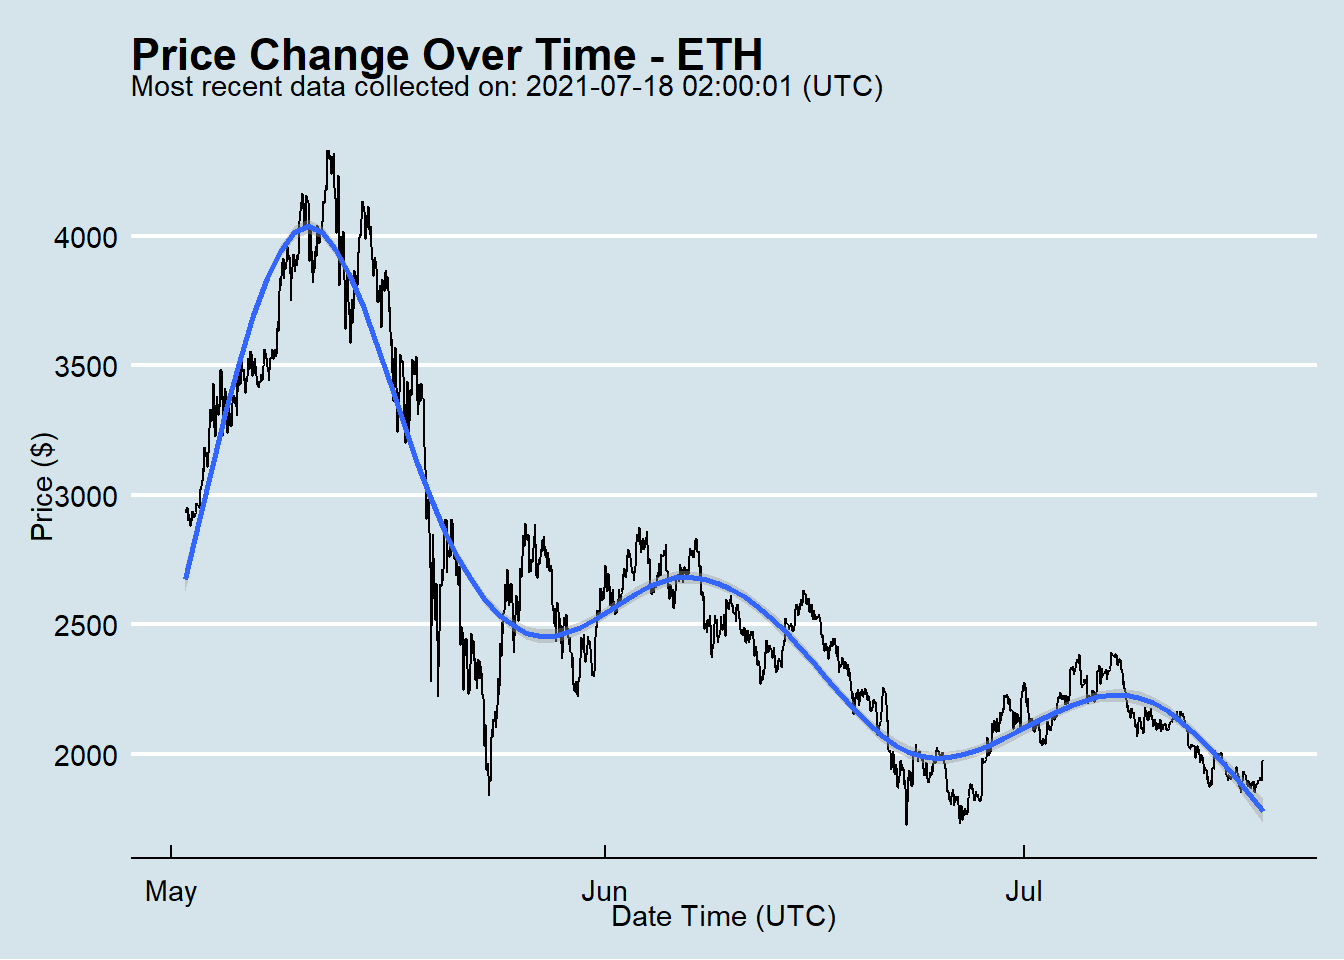 Price Change Over Time - ETH
Most recent data collected on: 2021-07-18 02:00:01 (UTC)
Price ($)
4000
3500
3000
2500
2000
May Jun Jul
Date Time (UTC)